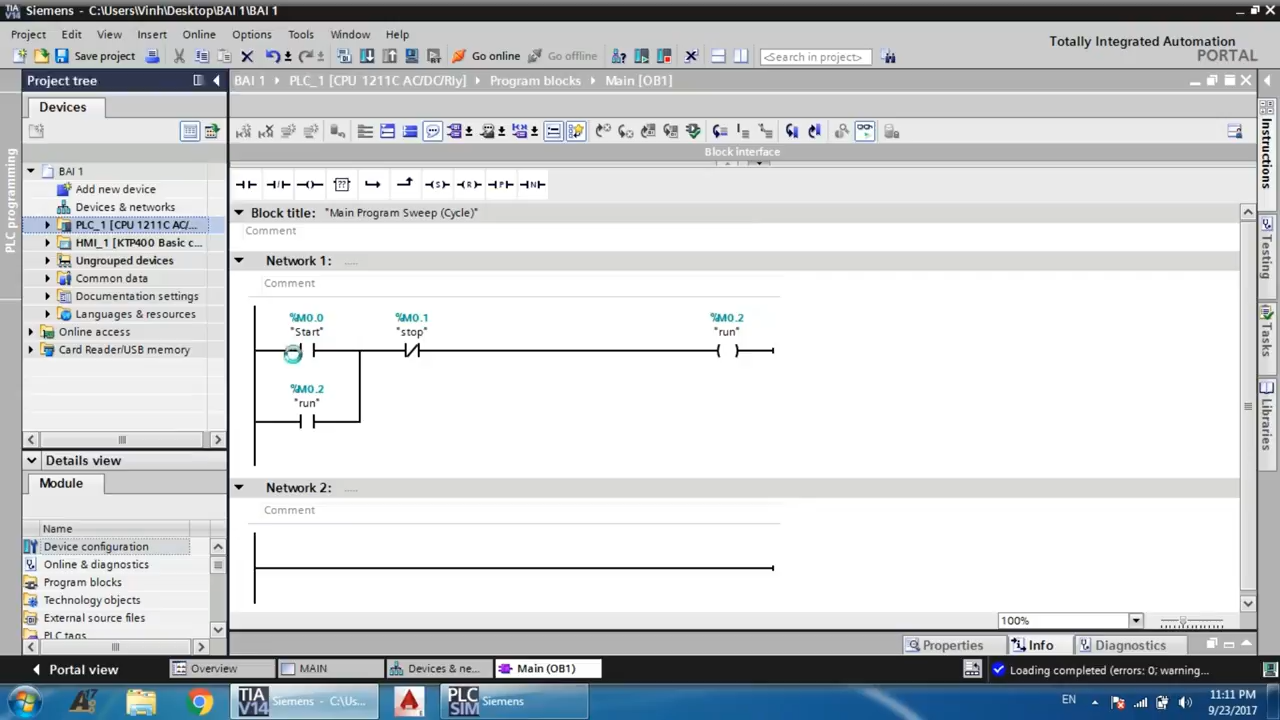 TIA V14 Siemens - C:\Users\Vinh\Desktop\BAI 1\BAI 1
Project Edit View Insert Online Options Tools Window Help
Totally Integrated Automation
PORTAL
Save project Go online Go offline <Search in project>
Project tree
BAI 1 PLC_1 [CPU 1211C AC/DC/Rly] Program blocks Main [OB1]
Devices
PLC programming
Block interface
BAI 1
Add new device
Devices & networks
PLC_1 [CPU 1211C AC/...
HMI_1 [KTP400 Basic c...
Ungrouped devices
Common data
Documentation settings
Languages & resources
Online access
Card Reader/USB memory
Block title: "Main Program Sweep (Cycle)"
Comment
Network 1: .....
Comment
%M0.0 %M0.1 %M0.2
"Start" "stop" "run"
%M0.2
"run"
Network 2: .....
Comment
100%
Details view
Module
Name
Device configuration
Online & diagnostics
Program blocks
Technology objects
External source files
PLC tags
Instructions
Testing
Tasks
Libraries
Properties Info Diagnostics
Portal view Overview MAIN Devices & ne... Main (OB1) Loading completed (errors: 0; warning...
TIA V14 Siemens - C:\Us... PLC SIM Siemens EN 11:11 PM
9/23/2017